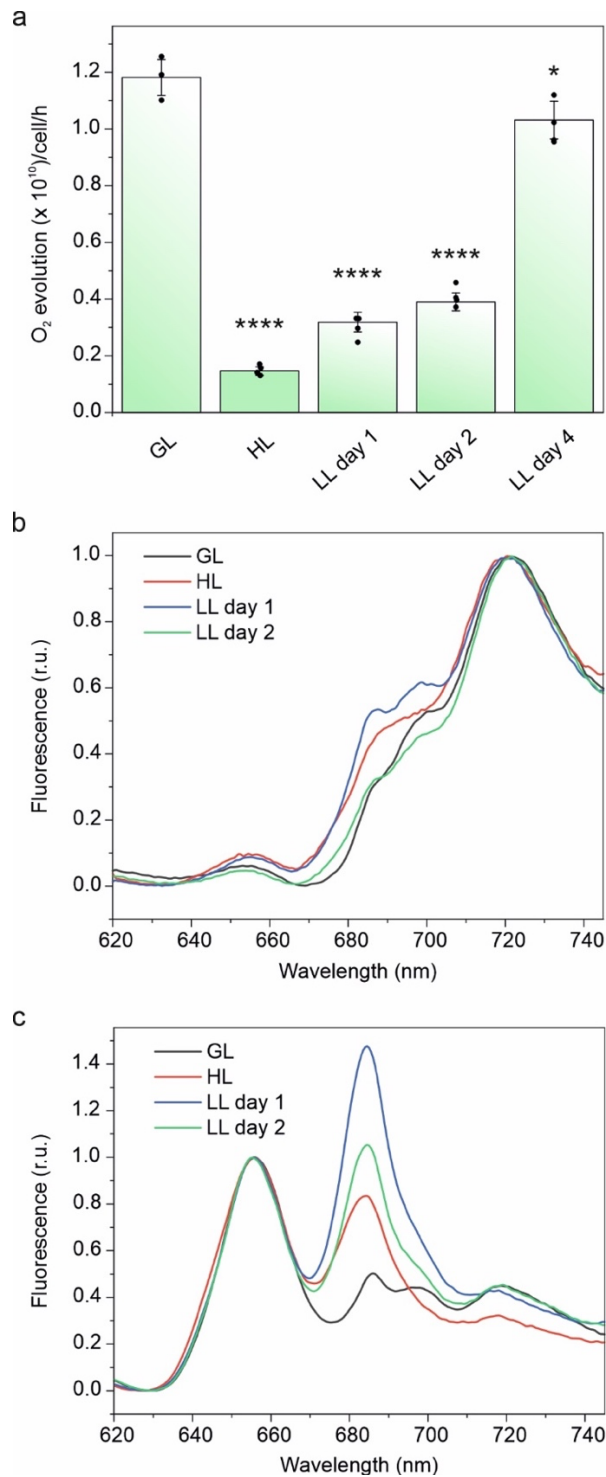 a
O₂ evolution (x 10¹⁰)/cell/h
1.2
1.0
0.8
0.6
0.4
0.2
0.0
****
****
****
*
GL
HL
LL day 1
LL day 2
LL day 4
b
Fluorescence (r.u.)
1.0
0.8
0.6
0.4
0.2
0.0
GL
HL
LL day 1
LL day 2
620 640 660 680 700 720 740
Wavelength (nm)
c
Fluorescence (r.u.)
1.4
1.2
1.0
0.8
0.6
0.4
0.2
0.0
GL
HL
LL day 1
LL day 2
620 640 660 680 700 720 740
Wavelength (nm)